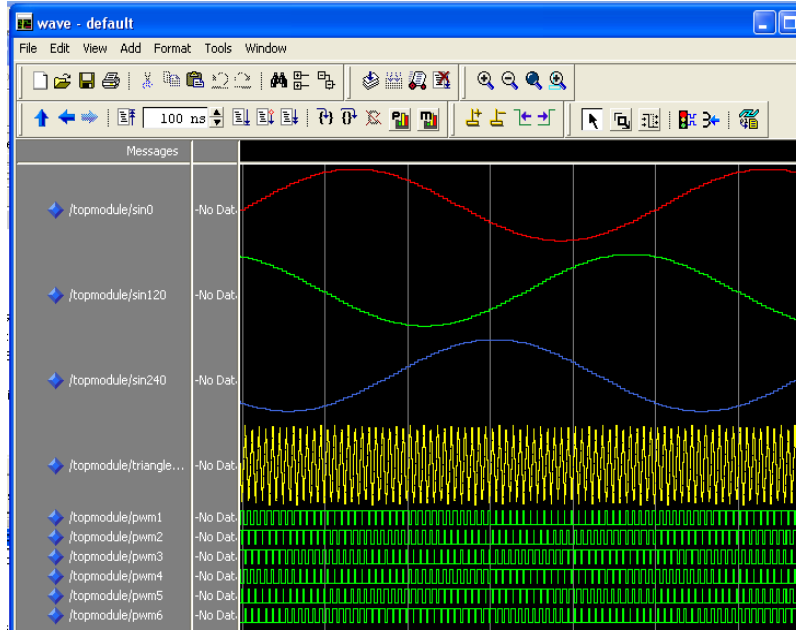 wave - default
File Edit View Add Format Tools Window
100 ns
Messages
/topmodule/sin0 -No Dat
/topmodule/sin120 -No Dat
/topmodule/sin240 -No Dat
/topmodule/triangle... -No Dat
/topmodule/pwm1 -No Dat
/topmodule/pwm2 -No Dat
/topmodule/pwm3 -No Dat
/topmodule/pwm4 -No Dat
/topmodule/pwm5 -No Dat
/topmodule/pwm6 -No Dat